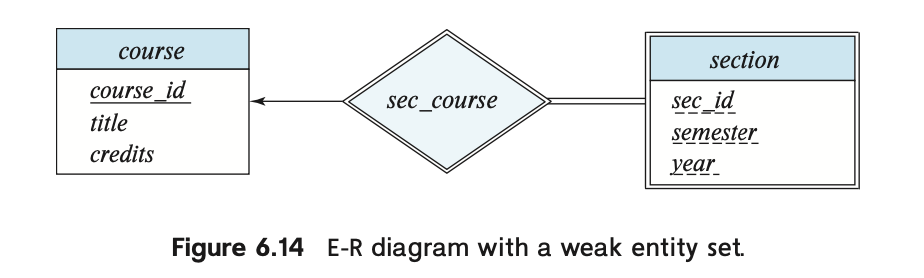 course
course_id
title
credits
sec_course
section
sec_id
semester
year
Figure 6.14 E-R diagram with a weak entity set.